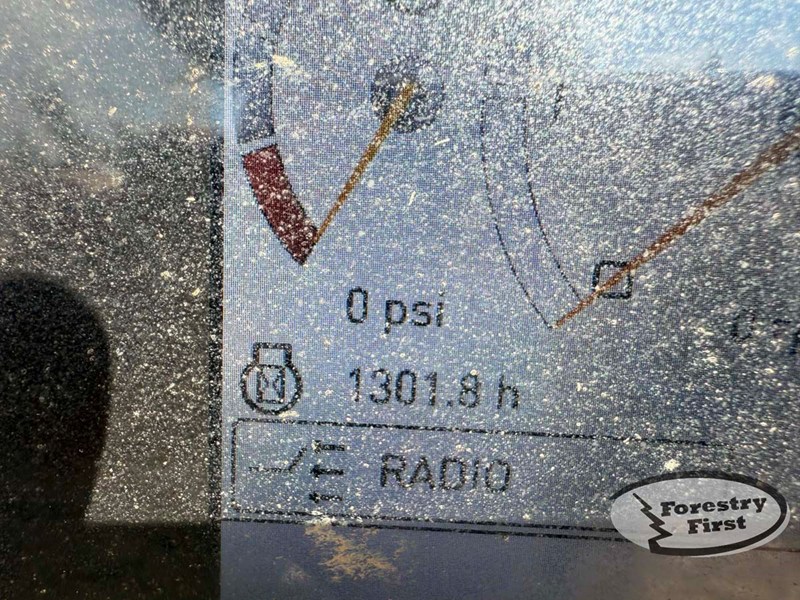 0 psi
1301.8 h
RADIO
Forestry
First